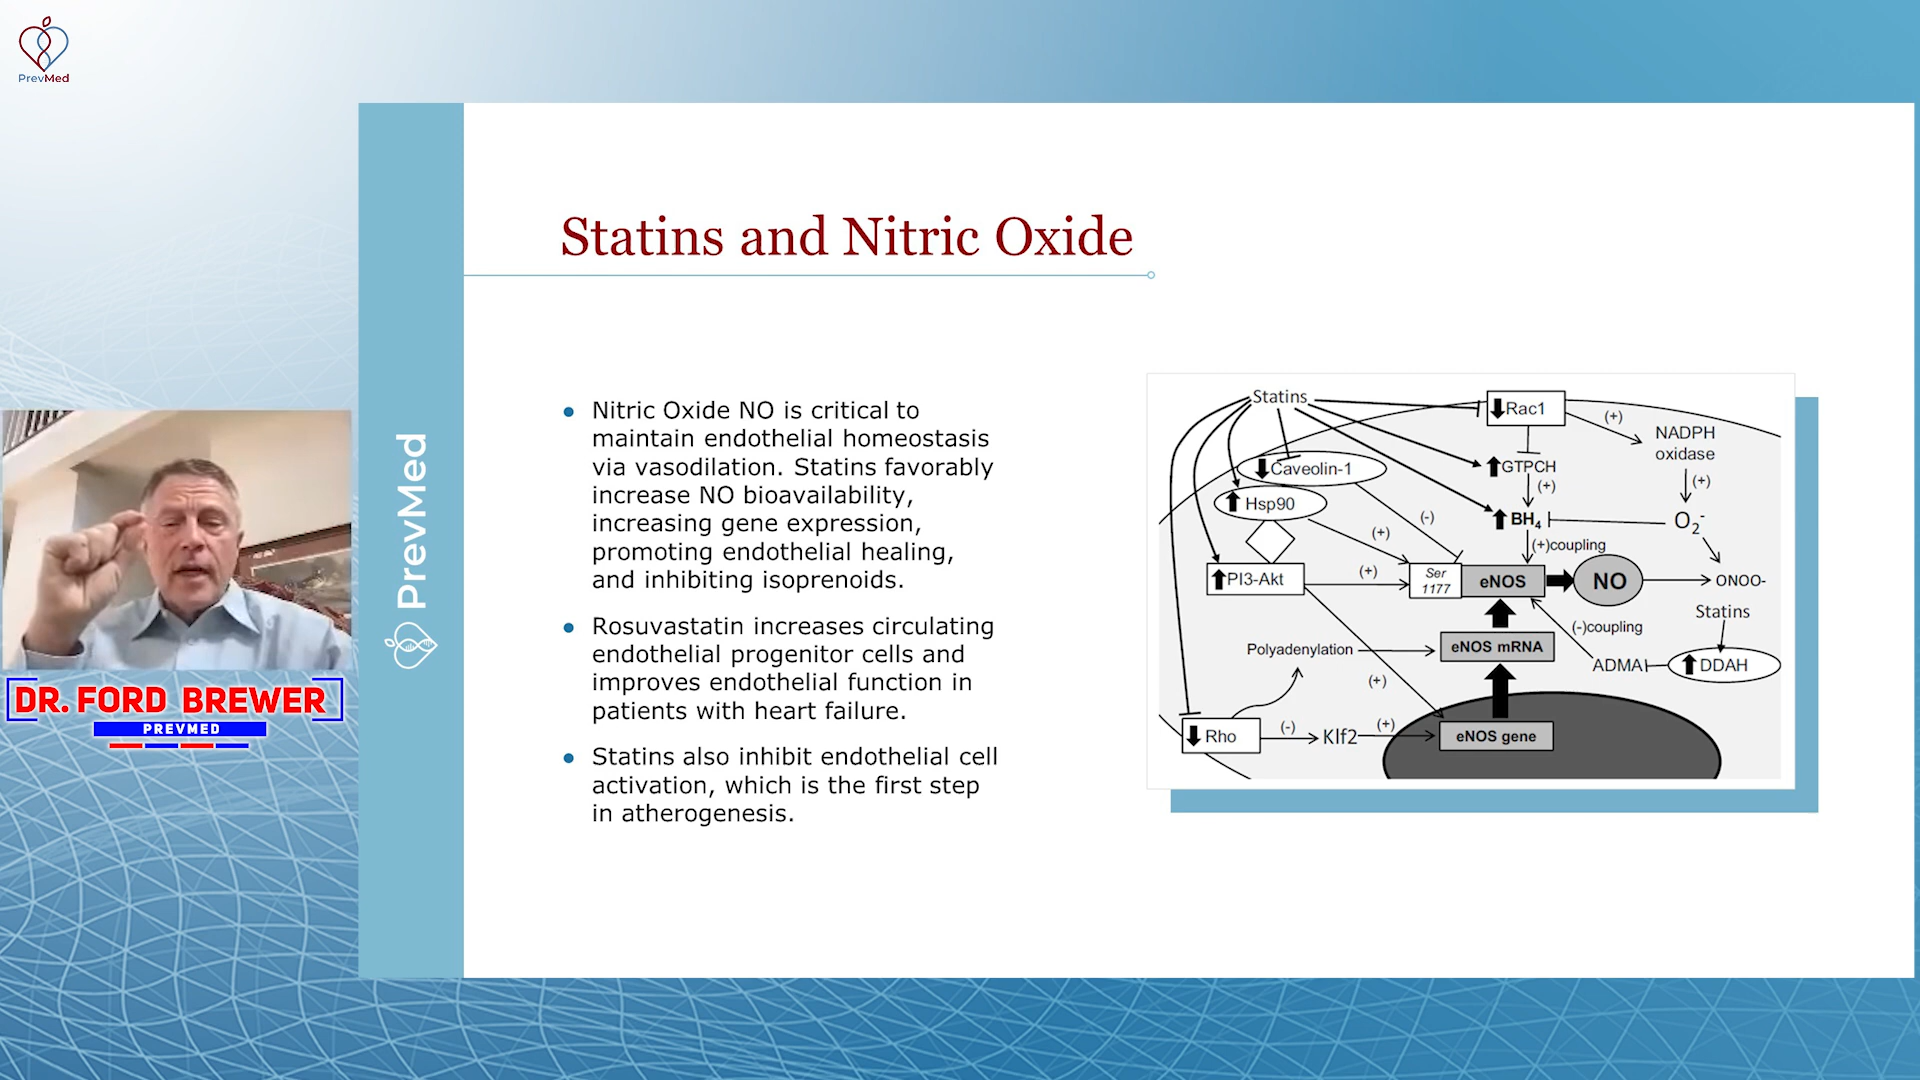 PrevMed
Statins and Nitric Oxide
PrevMed
Nitric Oxide NO is critical to
maintain endothelial homeostasis
via vasodilation. Statins favorably
increase NO bioavailability,
increasing gene expression,
promoting endothelial healing,
and inhibiting isoprenoids.
Rosuvastatin increases circulating
endothelial progenitor cells and
improves endothelial function in
patients with heart failure.
Statins also inhibit endothelial cell
activation, which is the first step
in atherogenesis.
Statins
Rac1
(+)
NADPH
oxidase
Caveolin-1
GTPCH
(+)
(+)
Hsp90
(-)
BH4
O2-
(+)
(+)coupling
PI3-Akt
(+)
Ser
1177
eNOS
NO
ONOO-
Statins
(-)coupling
Polyadenylation
eNOS mRNA
ADMA
DDAH
(+)
Rho
(-)
Klf2
(+)
eNOS gene
DR. FORD BREWER
PREVMED